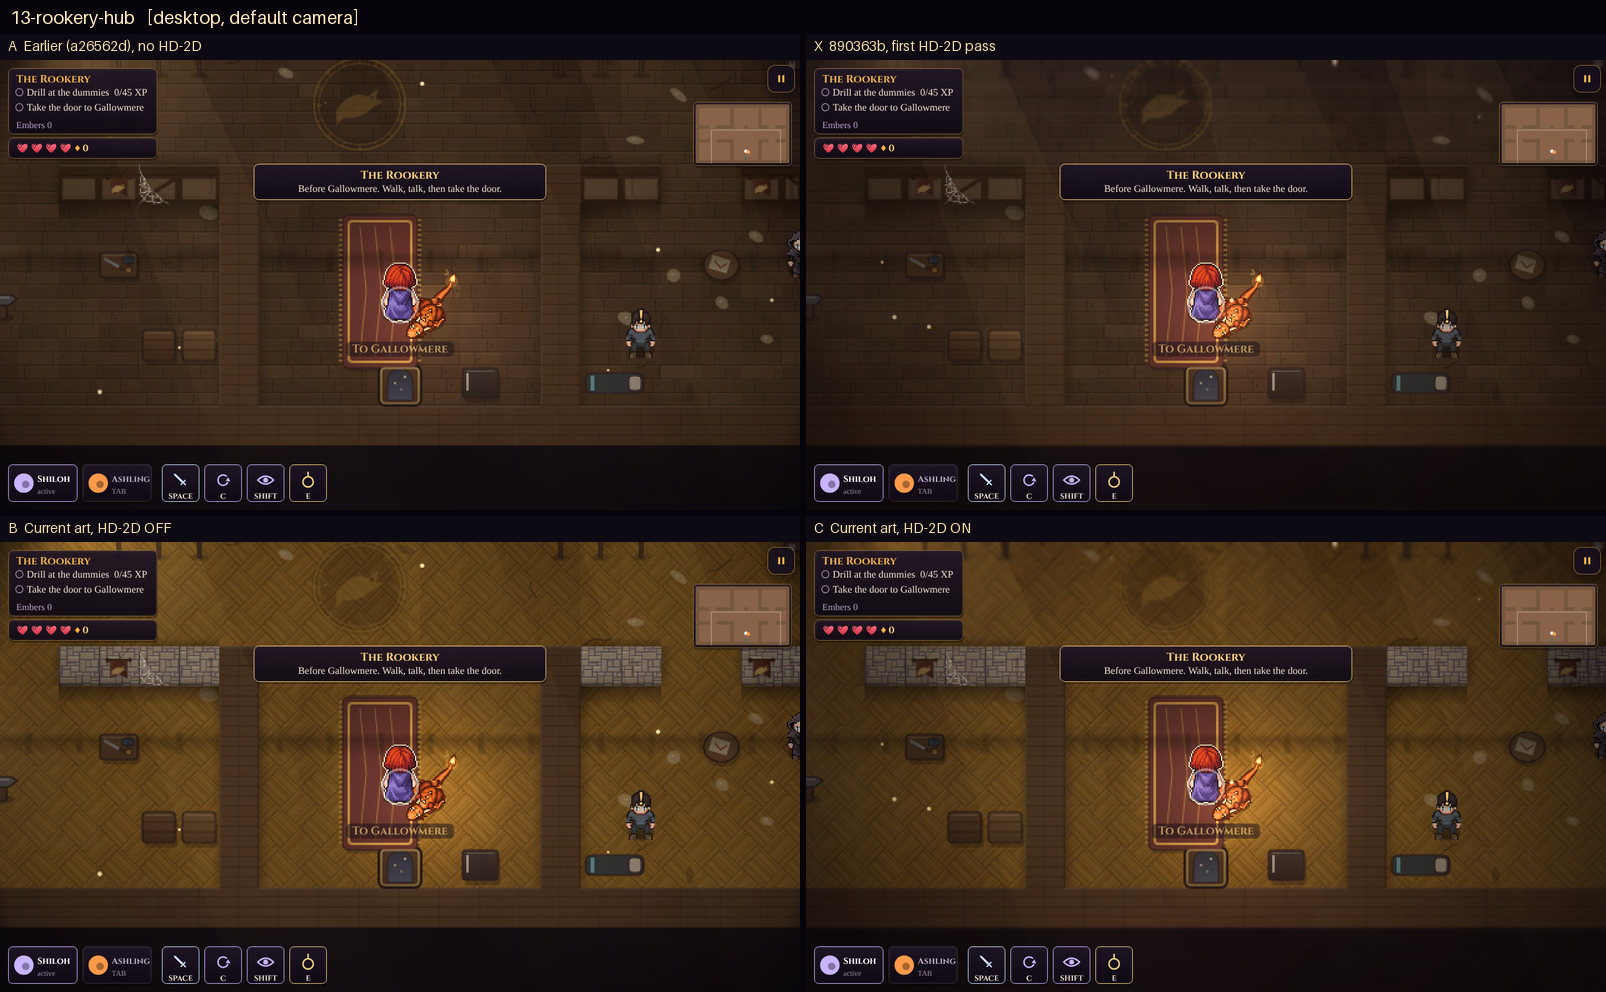 13-rookery-hub [desktop, default camera]
A Earlier (a26562d), no HD-2D
The Rookery
Drill at the dummies 0/45 XP
Take the door to Gallowmere
Embers 0
0
The Rookery
Before Gallowmere. Walk, talk, then take the door.
To Gallowmere
Shiloh
active
Ashling
TAB
SPACE
C
SHIFT
E
X 890363b, first HD-2D pass
The Rookery
Drill at the dummies 0/45 XP
Take the door to Gallowmere
Embers 0
0
The Rookery
Before Gallowmere. Walk, talk, then take the door.
To Gallowmere
Shiloh
active
Ashling
TAB
SPACE
C
SHIFT
E
B Current art, HD-2D OFF
The Rookery
Drill at the dummies 0/45 XP
Take the door to Gallowmere
Embers 0
0
The Rookery
Before Gallowmere. Walk, talk, then take the door.
To Gallowmere
Shiloh
active
Ashling
TAB
SPACE
C
SHIFT
E
C Current art, HD-2D ON
The Rookery
Drill at the dummies 0/45 XP
Take the door to Gallowmere
Embers 0
0
The Rookery
Before Gallowmere. Walk, talk, then take the door.
To Gallowmere
Shiloh
active
Ashling
TAB
SPACE
C
SHIFT
E